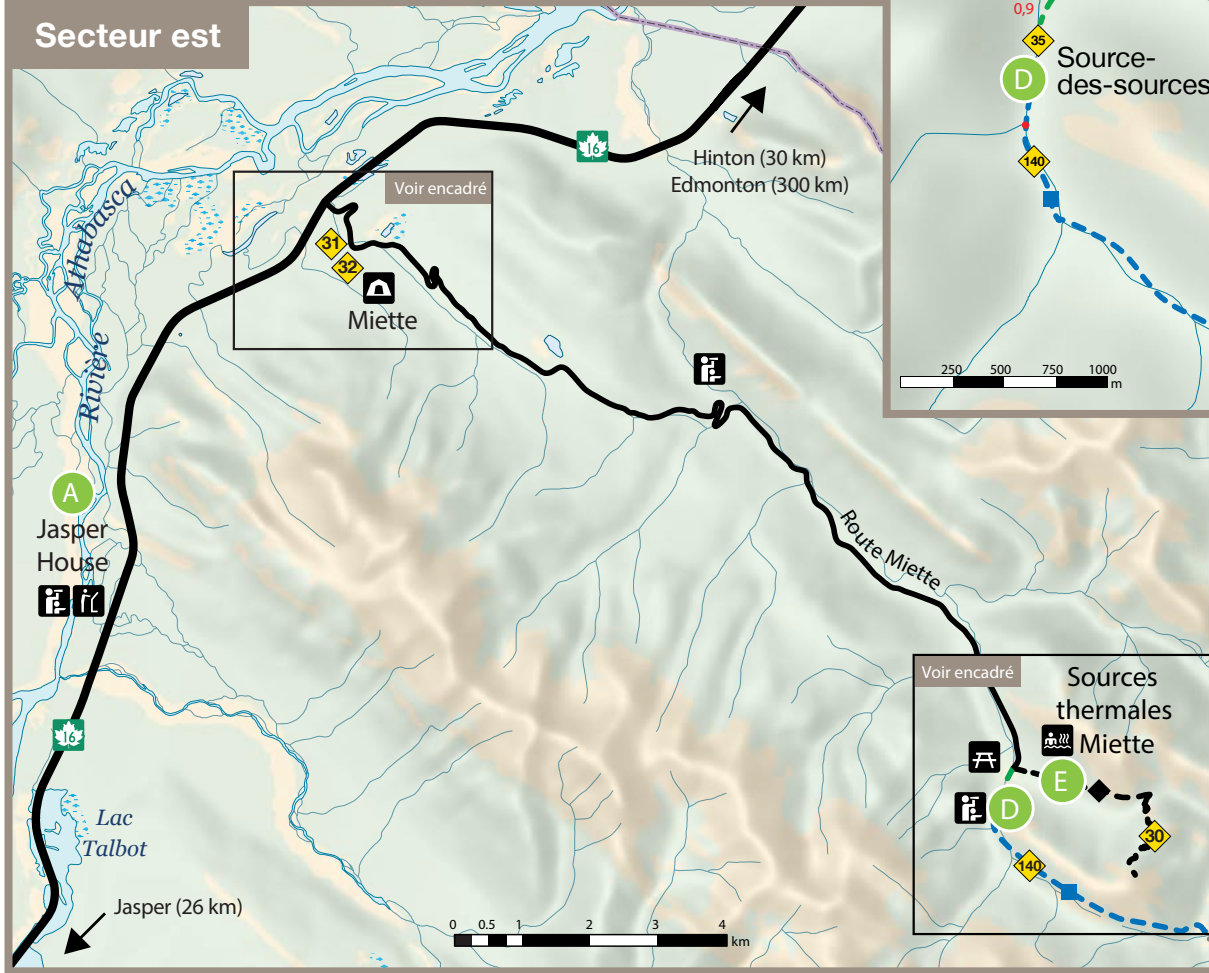 Secteur est
0,9
35
D
Source-
des-sources
140
250 500 750 1000
m
16
Hinton (30 km)
Edmonton (300 km)
Voir encadré
31
32
Miette
Rivière Athabasca
A
Jasper
House
Route Miette
16
Lac
Talbot
Jasper (26 km)
0 0.5 1 2 3 4
km
Voir encadré
Sources
thermales
Miette
E
D
30
140